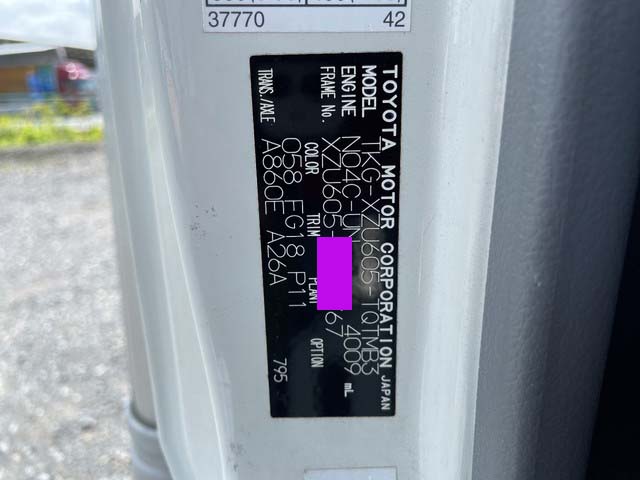 37770 42
TOYOTA MOTOR CORPORATION JAPAN
MODEL TKG-XZU605-TQTMB3
ENGINE N04C- 4009 mL
FRAME No. XZU605- 67
COLOR TRIM PLANT OPTION
058 FG18 P11
TRANS./AXLE A860E A26A 795